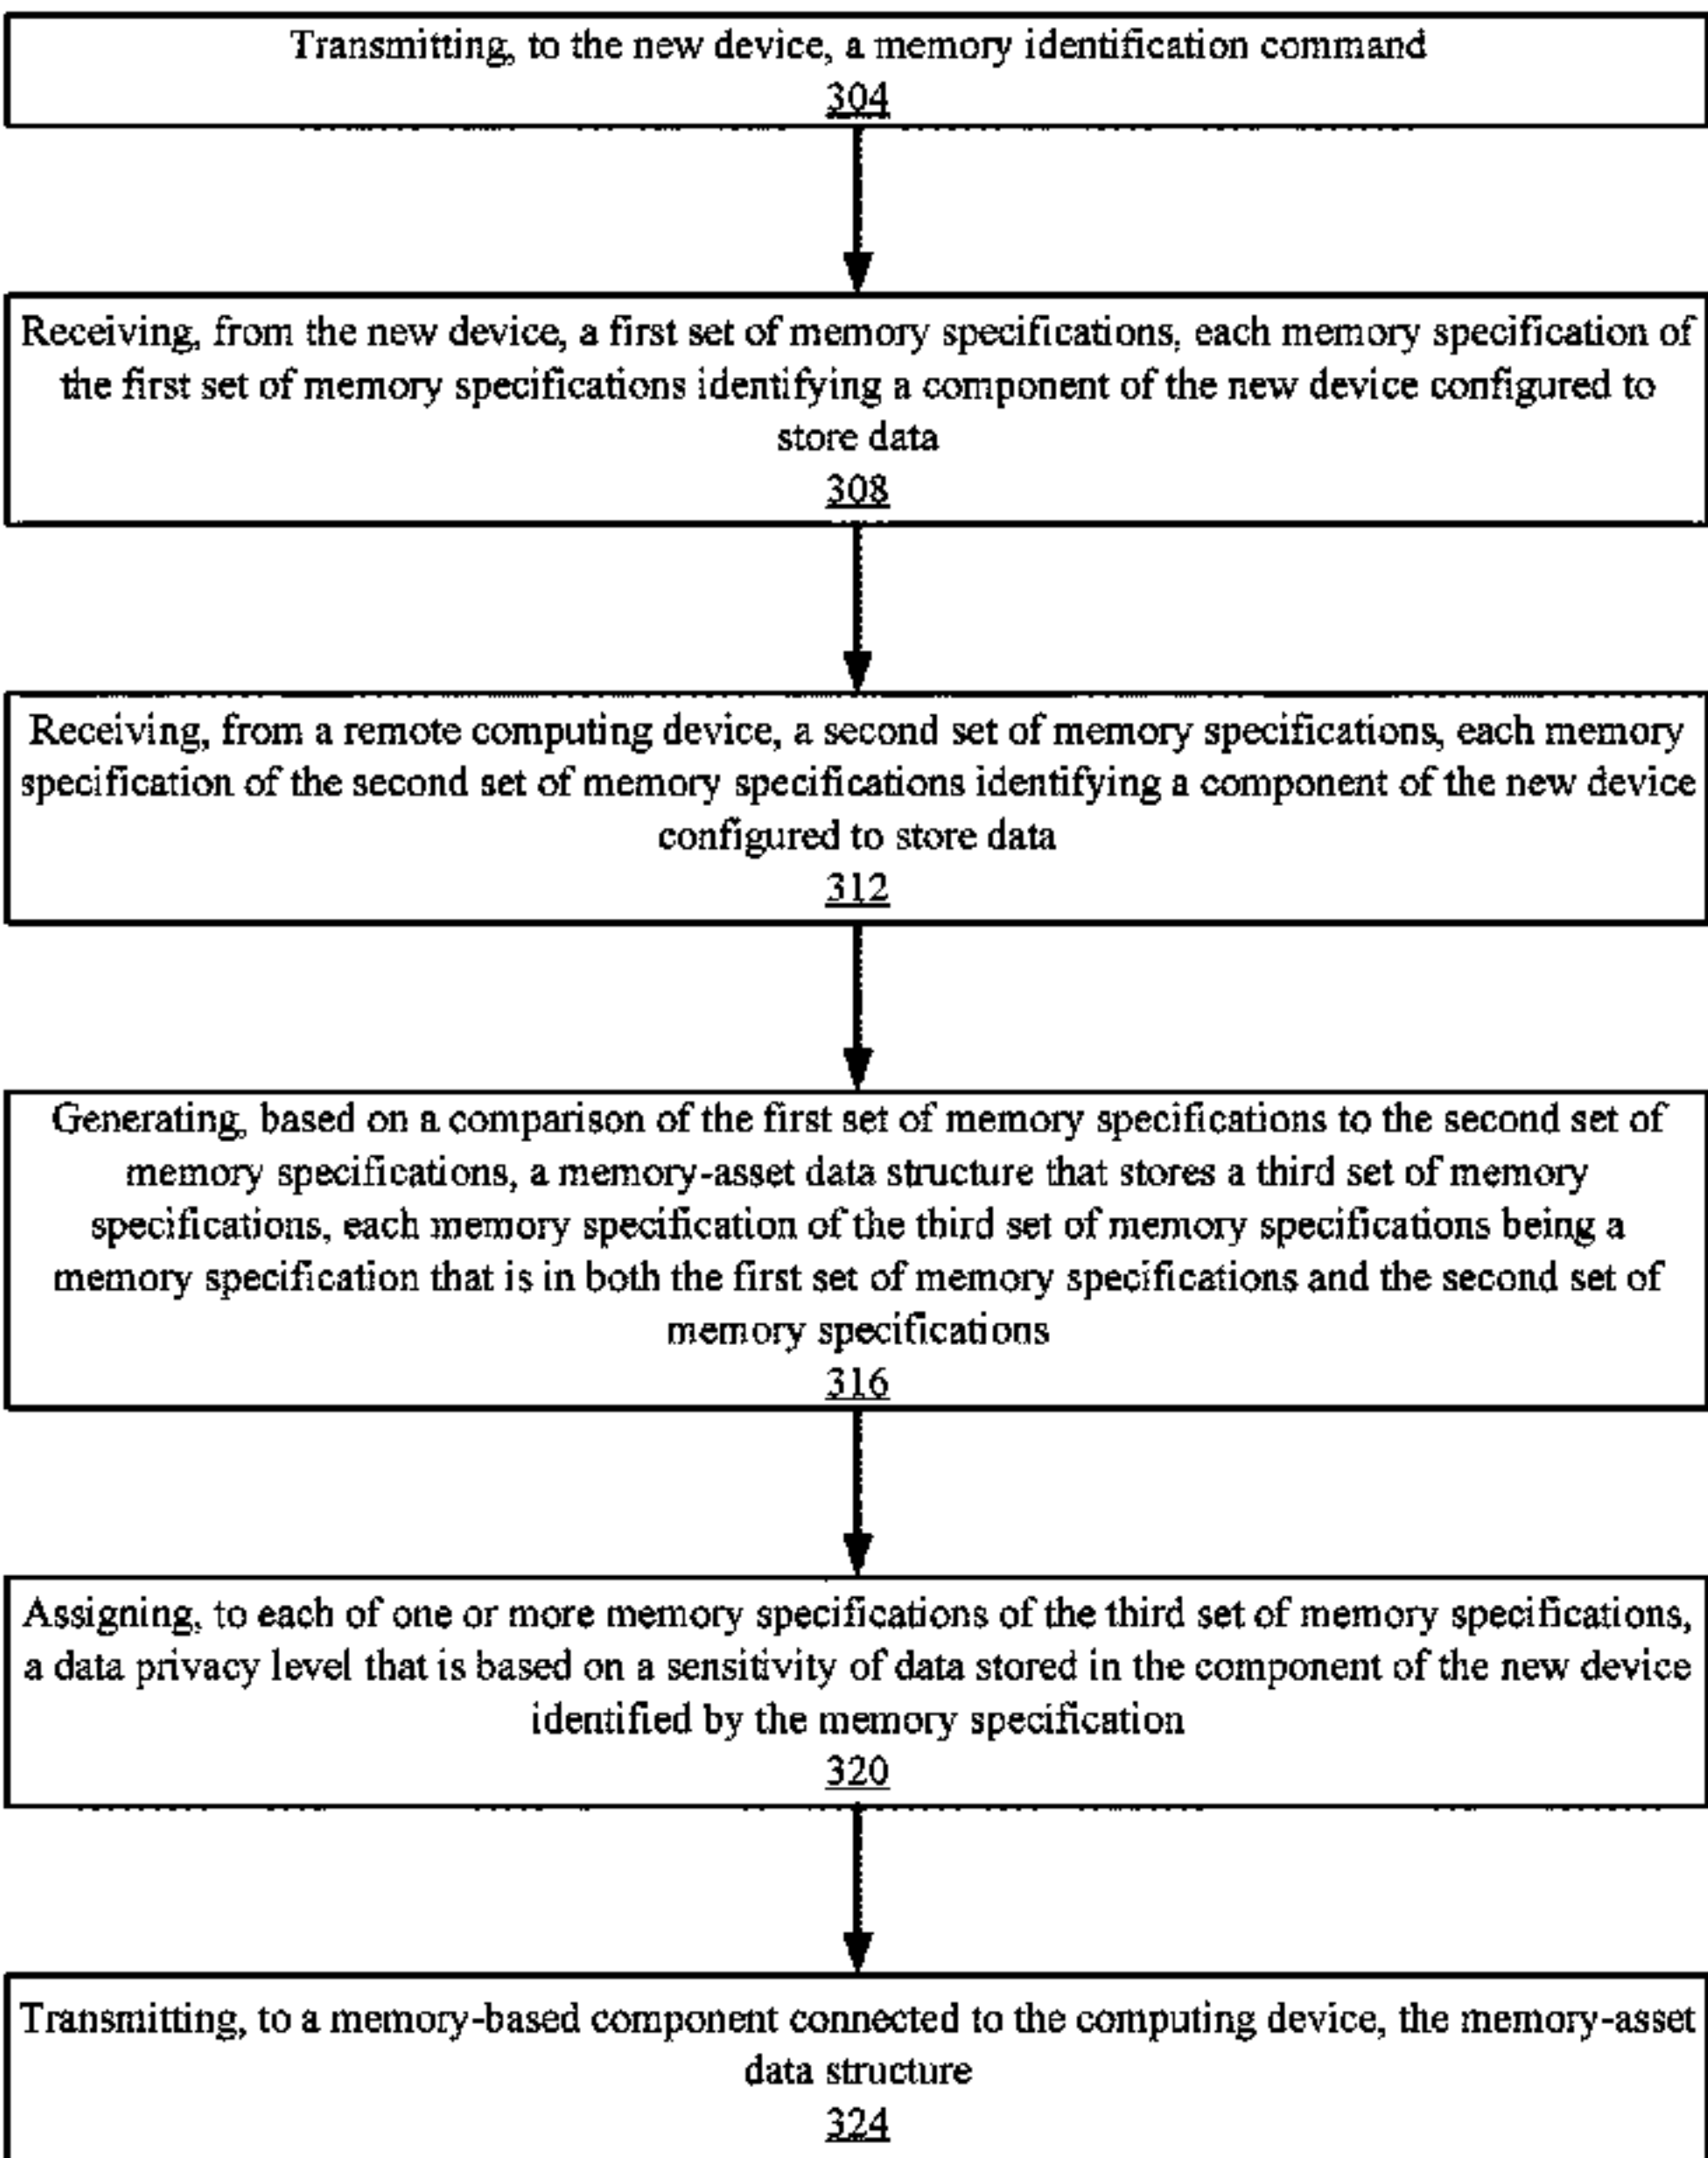 Transmitting, to the new device, a memory identification command
304
Receiving, from the new device, a first set of memory specifications, each memory specification of
the first set of memory specifications identifying a component of the new device configured to
store data
308
Receiving, from a remote computing device, a second set of memory specifications, each memory
specification of the second set of memory specifications identifying a component of the new device
configured to store data
312
Generating, based on a comparison of the first set of memory specifications to the second set of
memory specifications, a memory-asset data structure that stores a third set of memory
specifications, each memory specification of the third set of memory specifications being a
memory specification that is in both the first set of memory specifications and the second set of
memory specifications
316
Assigning, to each of one or more memory specifications of the third set of memory specifications,
a data privacy level that is based on a sensitivity of data stored in the component of the new device
identified by the memory specification
320
Transmitting, to a memory-based component connected to the computing device, the memory-asset
data structure
324